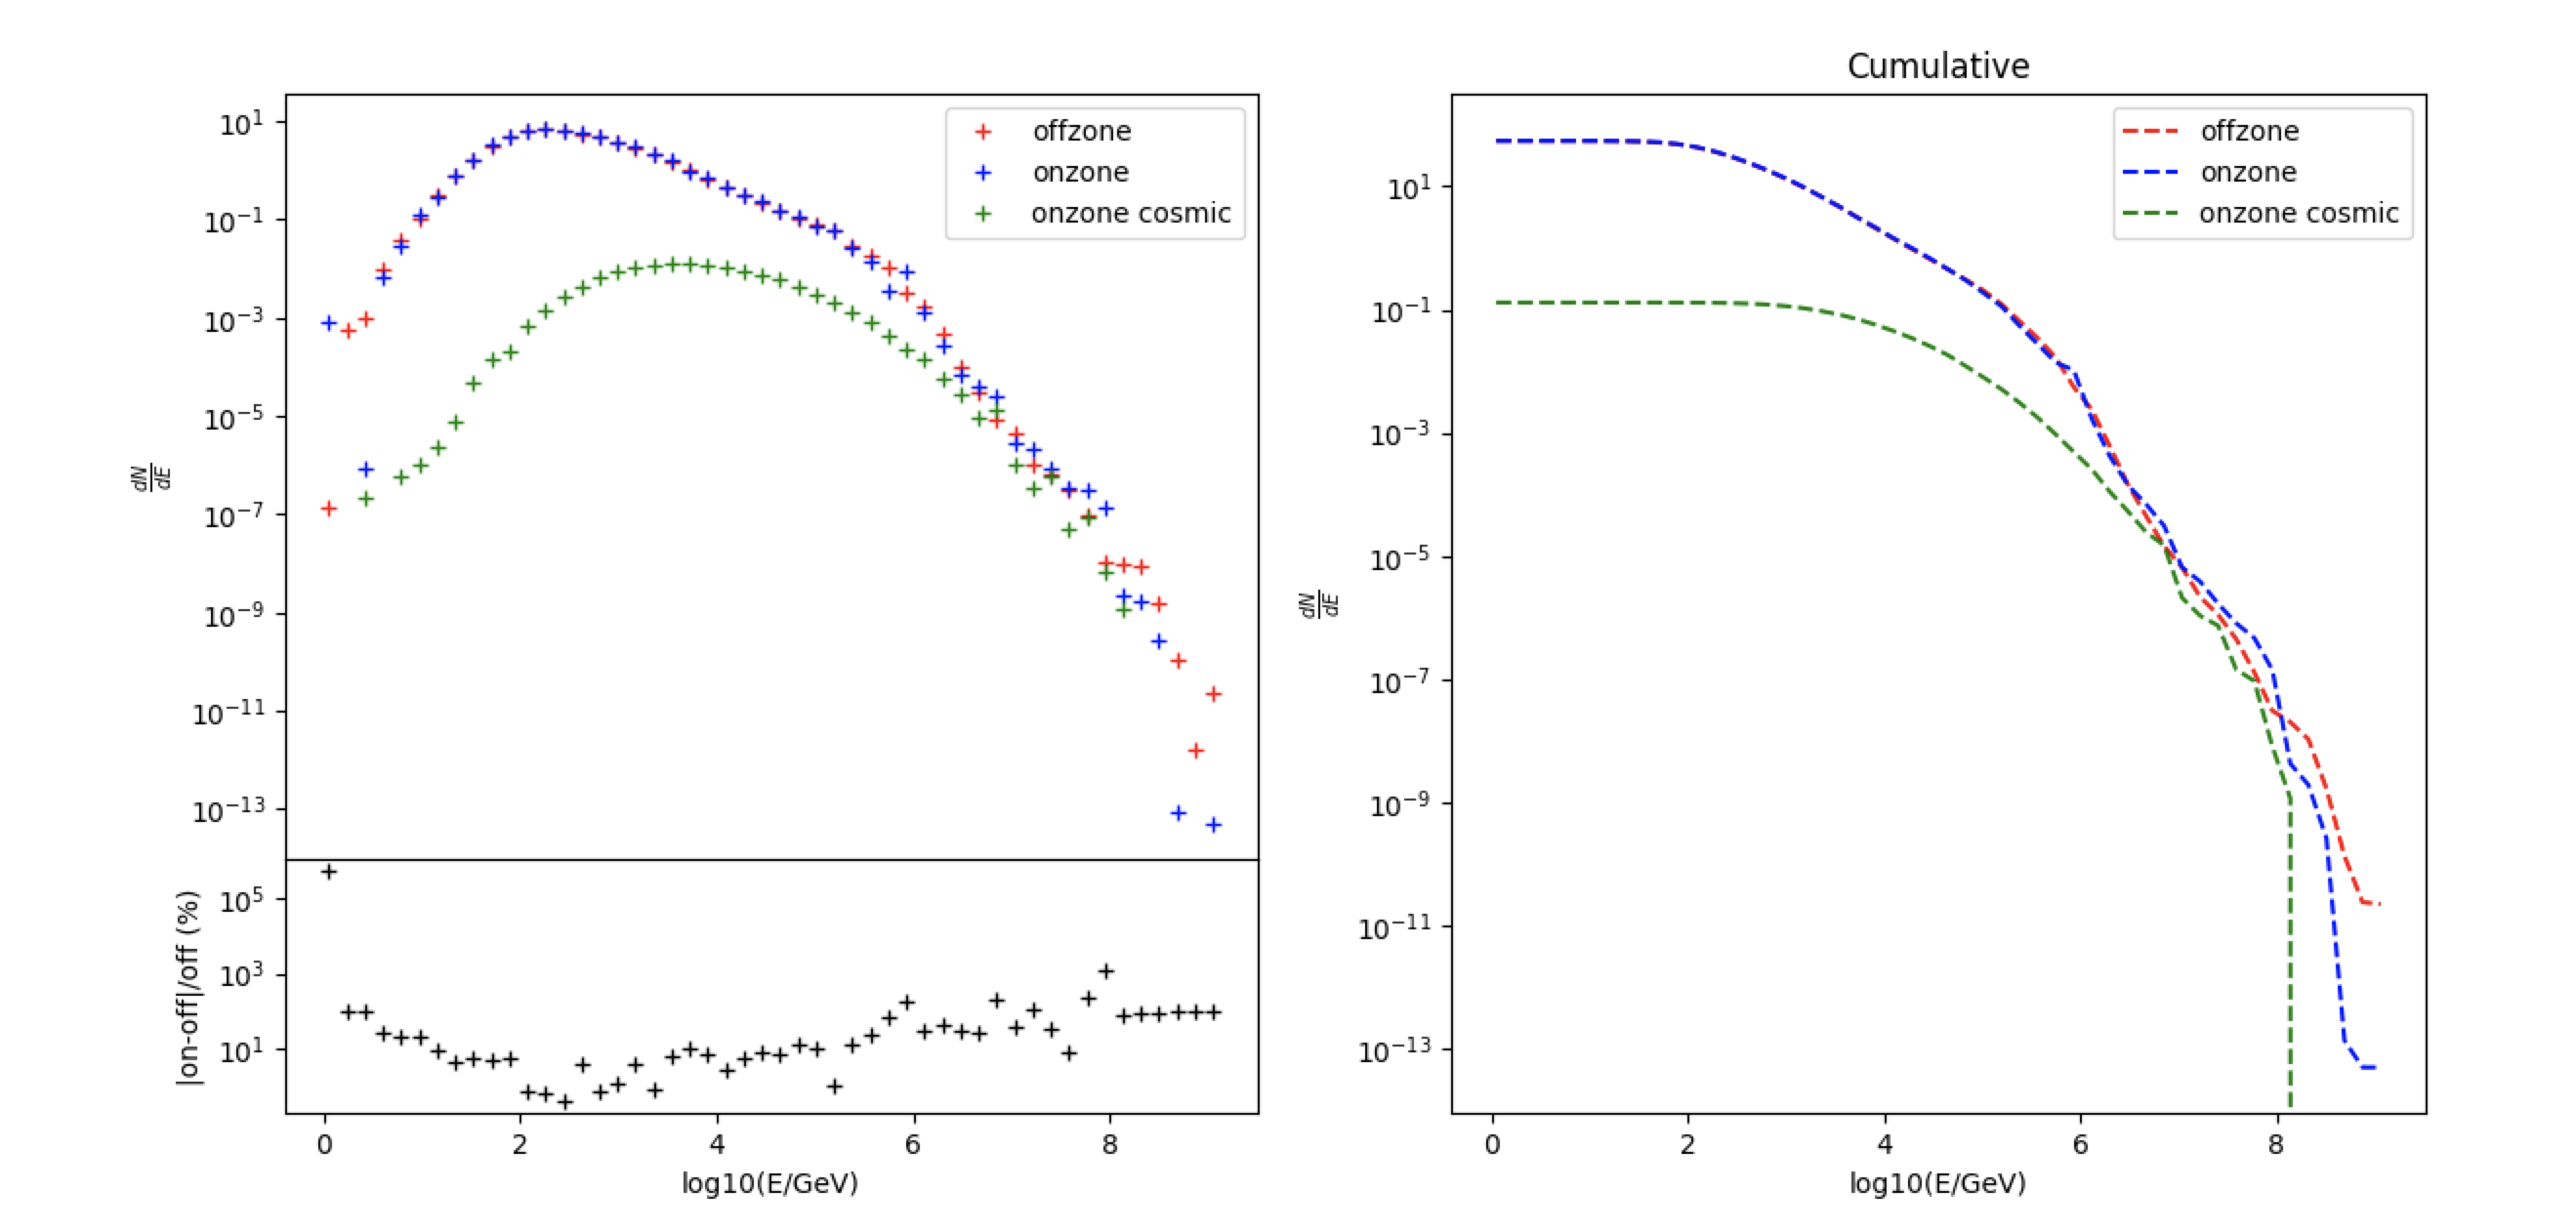 10^1
10^-1
10^-3
10^-5
10^-7
10^-9
10^-11
10^-13
dN/dE
offzone
onzone
onzone cosmic
10^5
10^3
10^1
|on-off|/off (%)
0 2 4 6 8
log10(E/GeV)
Cumulative
10^1
10^-1
10^-3
10^-5
10^-7
10^-9
10^-11
10^-13
dN/dE
offzone
onzone
onzone cosmic
0 2 4 6 8
log10(E/GeV)